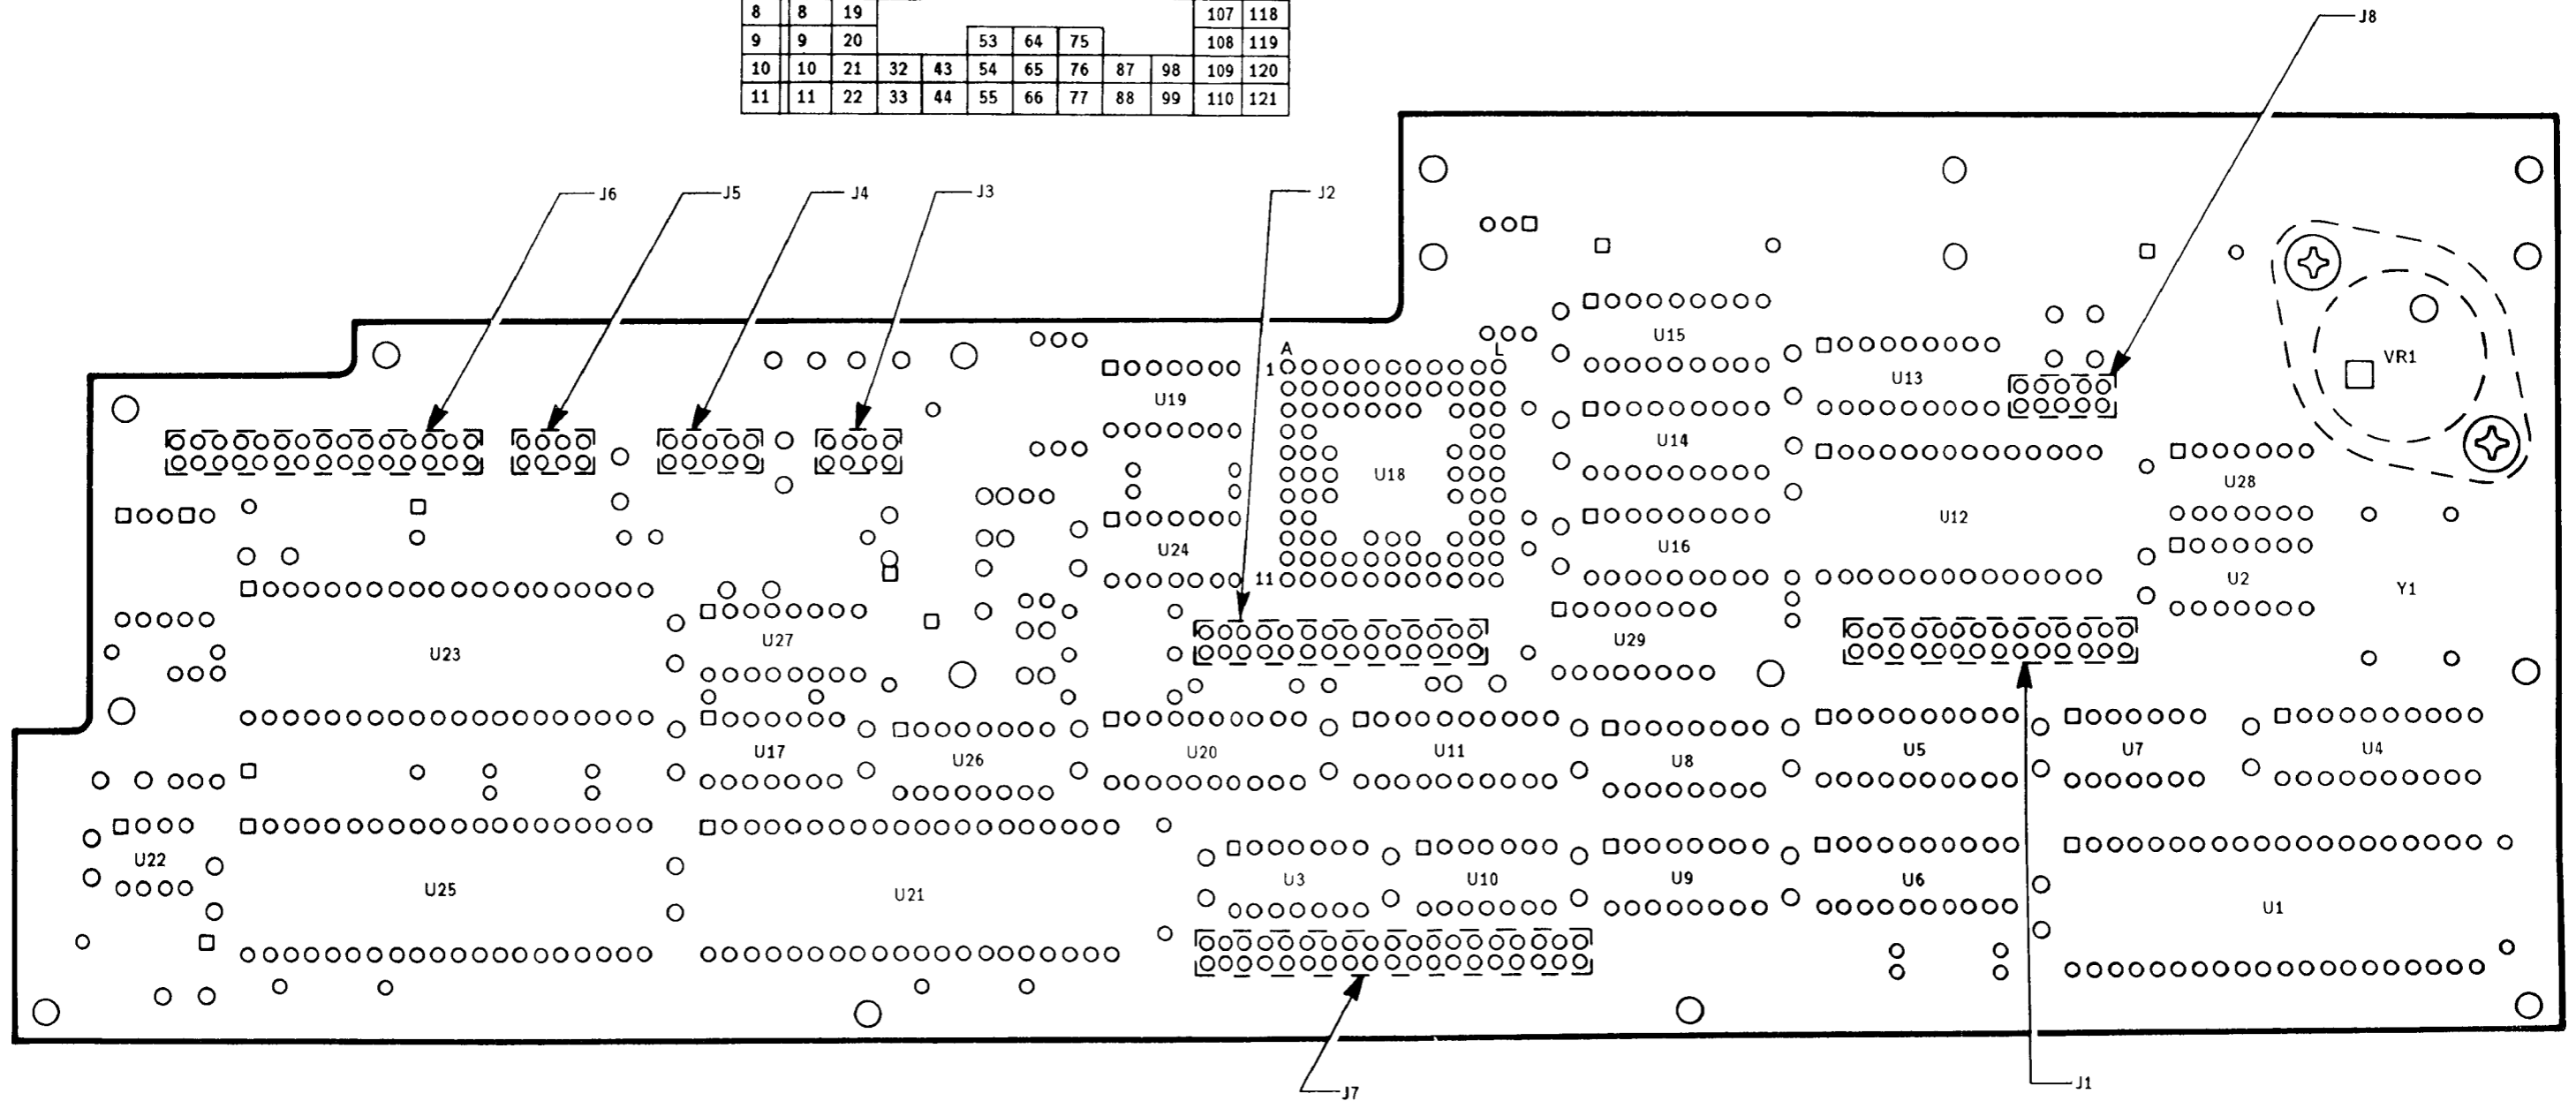 8 8 19 107 118
9 9 20 53 64 75 108 119
10 10 21 32 43 54 65 76 87 98 109 120
11 11 22 33 44 55 66 77 88 99 110 121
J8
J6 J5 J4 J3 J2
A L
1
U15
U13
VR1
U19
U14
U18
U28
U12
U16
U24
11
U2
Y1
U27
U29
U23
U17
U26
U20
U11
U8
U5
U7
U4
U22
U25
U21
U3
U10
U9
U6
U1
J7
J1